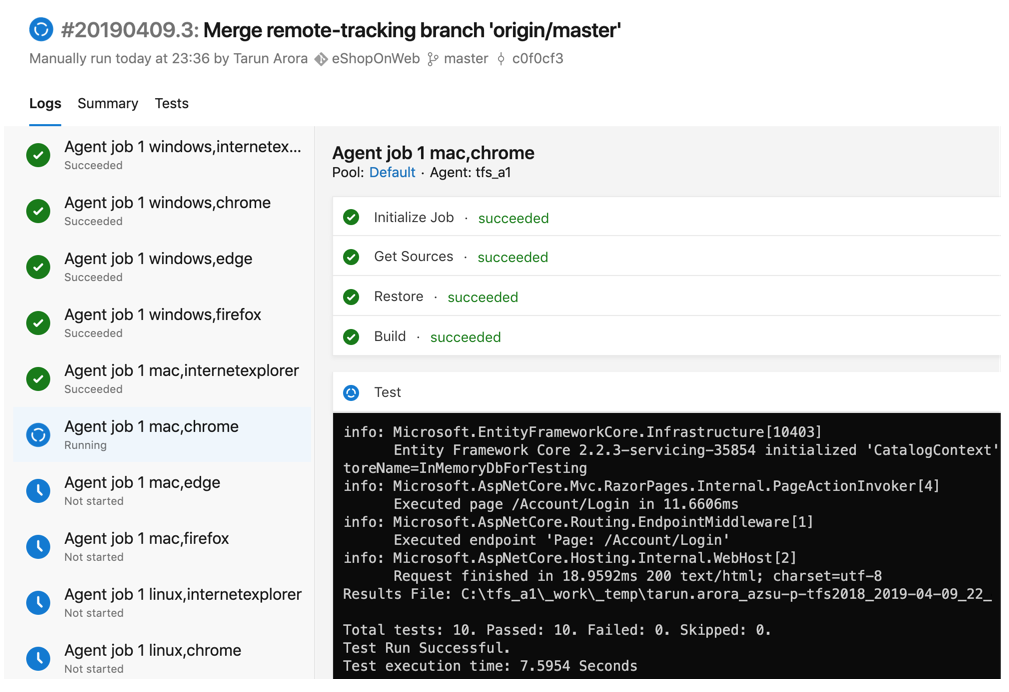 #20190409.3: Merge remote-tracking branch 'origin/master'
Manually run today at 23:36 by Tarun Arora eShopOnWeb master c0f0cf3
Logs Summary Tests
Agent job 1 windows,internetex...
Succeeded
Agent job 1 windows,chrome
Succeeded
Agent job 1 windows,edge
Succeeded
Agent job 1 windows,firefox
Succeeded
Agent job 1 mac,internetexplorer
Succeeded
Agent job 1 mac,chrome
Running
Agent job 1 mac,edge
Not started
Agent job 1 mac,firefox
Not started
Agent job 1 linux,internetexplorer
Not started
Agent job 1 linux,chrome
Not started
Agent job 1 mac,chrome
Pool: Default · Agent: tfs_a1
Initialize Job · succeeded
Get Sources · succeeded
Restore · succeeded
Build · succeeded
Test
info: Microsoft.EntityFrameworkCore.Infrastructure[10403]
Entity Framework Core 2.2.3-servicing-35854 initialized 'CatalogContext'
toreName=InMemoryDbForTesting
info: Microsoft.AspNetCore.Mvc.RazorPages.Internal.PageActionInvoker[4]
Executed page /Account/Login in 11.6606ms
info: Microsoft.AspNetCore.Routing.EndpointMiddleware[1]
Executed endpoint 'Page: /Account/Login'
info: Microsoft.AspNetCore.Hosting.Internal.WebHost[2]
Request finished in 18.9592ms 200 text/html; charset=utf-8
Results File: C:\tfs_a1\_work\_temp\tarun.arora_azsu-p-tfs2018_2019-04-09_22_
Total tests: 10. Passed: 10. Failed: 0. Skipped: 0.
Test Run Successful.
Test execution time: 7.5954 Seconds